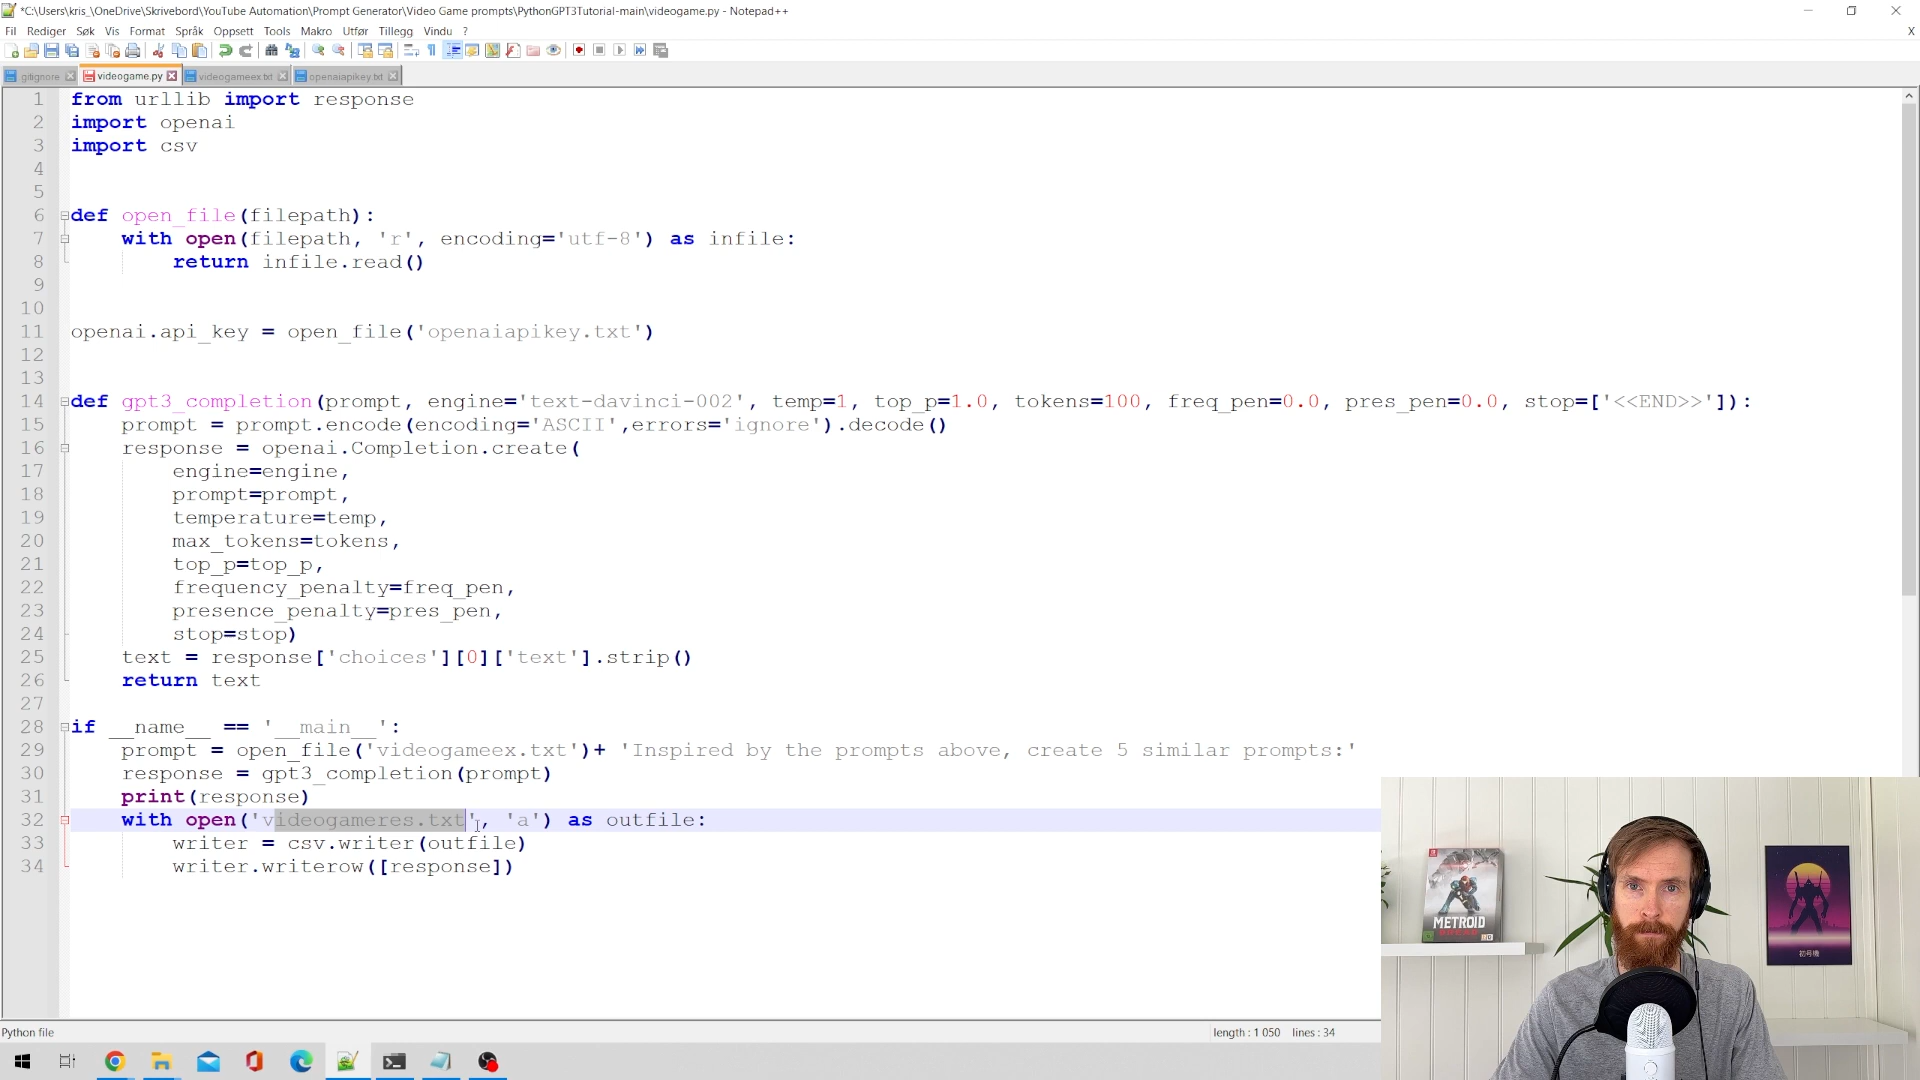 *C:\Users\kris_\OneDrive\Skrivebord\YouTube Automation\Prompt Generator\Video Game prompts\PythonGPT3Tutorial-main\videogame.py - Notepad++
Fil Rediger Søk Vis Format Språk Oppsett Tools Makro Utfør Tillegg Vindu ? X
gitignore videogame.py videogameex.txt openaiapikey.txt
1 from urllib import response
2 import openai
3 import csv
4
5
6 def open_file(filepath):
7     with open(filepath, 'r', encoding='utf-8') as infile:
8         return infile.read()
9
10
11 openai.api_key = open_file('openaiapikey.txt')
12
13
14 def gpt3_completion(prompt, engine='text-davinci-002', temp=1, top_p=1.0, tokens=100, freq_pen=0.0, pres_pen=0.0, stop=['<<END>>']):
15     prompt = prompt.encode(encoding='ASCII',errors='ignore').decode()
16     response = openai.Completion.create(
17         engine=engine,
18         prompt=prompt,
19         temperature=temp,
20         max_tokens=tokens,
21         top_p=top_p,
22         frequency_penalty=freq_pen,
23         presence_penalty=pres_pen,
24         stop=stop)
25     text = response['choices'][0]['text'].strip()
26     return text
27
28 if __name__ == '__main__':
29     prompt = open_file('videogameex.txt')+ 'Inspired by the prompts above, create 5 similar prompts:'
30     response = gpt3_completion(prompt)
31     print(response)
32     with open('videogameres.txt', 'a') as outfile:
33         writer = csv.writer(outfile)
34         writer.writerow([response])
METROID
初号機
Python file length : 1 050 lines : 34